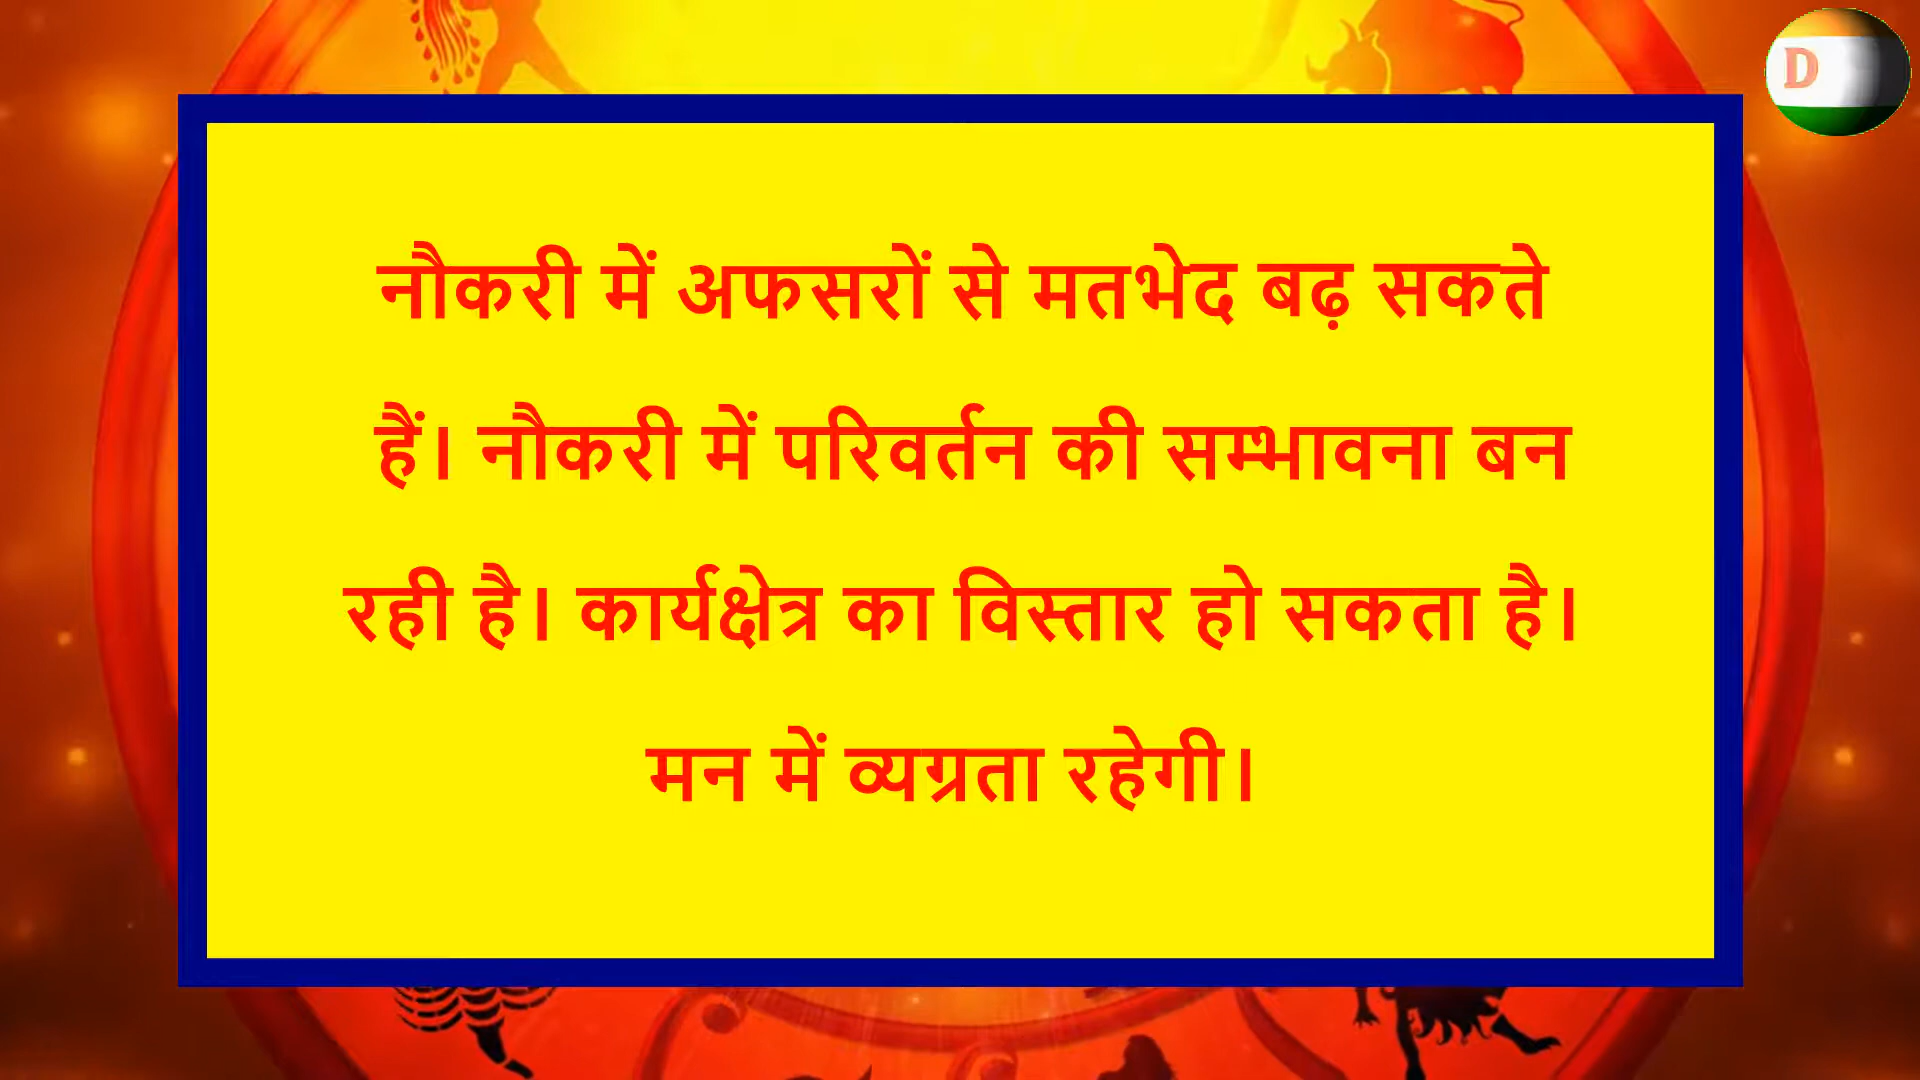 D
नौकरी में अफसरों से मतभेद बढ़ सकते
हैं। नौकरी में परिवर्तन की सम्भावना बन
रही है। कार्यक्षेत्र का विस्तार हो सकता है।
मन में व्यग्रता रहेगी।